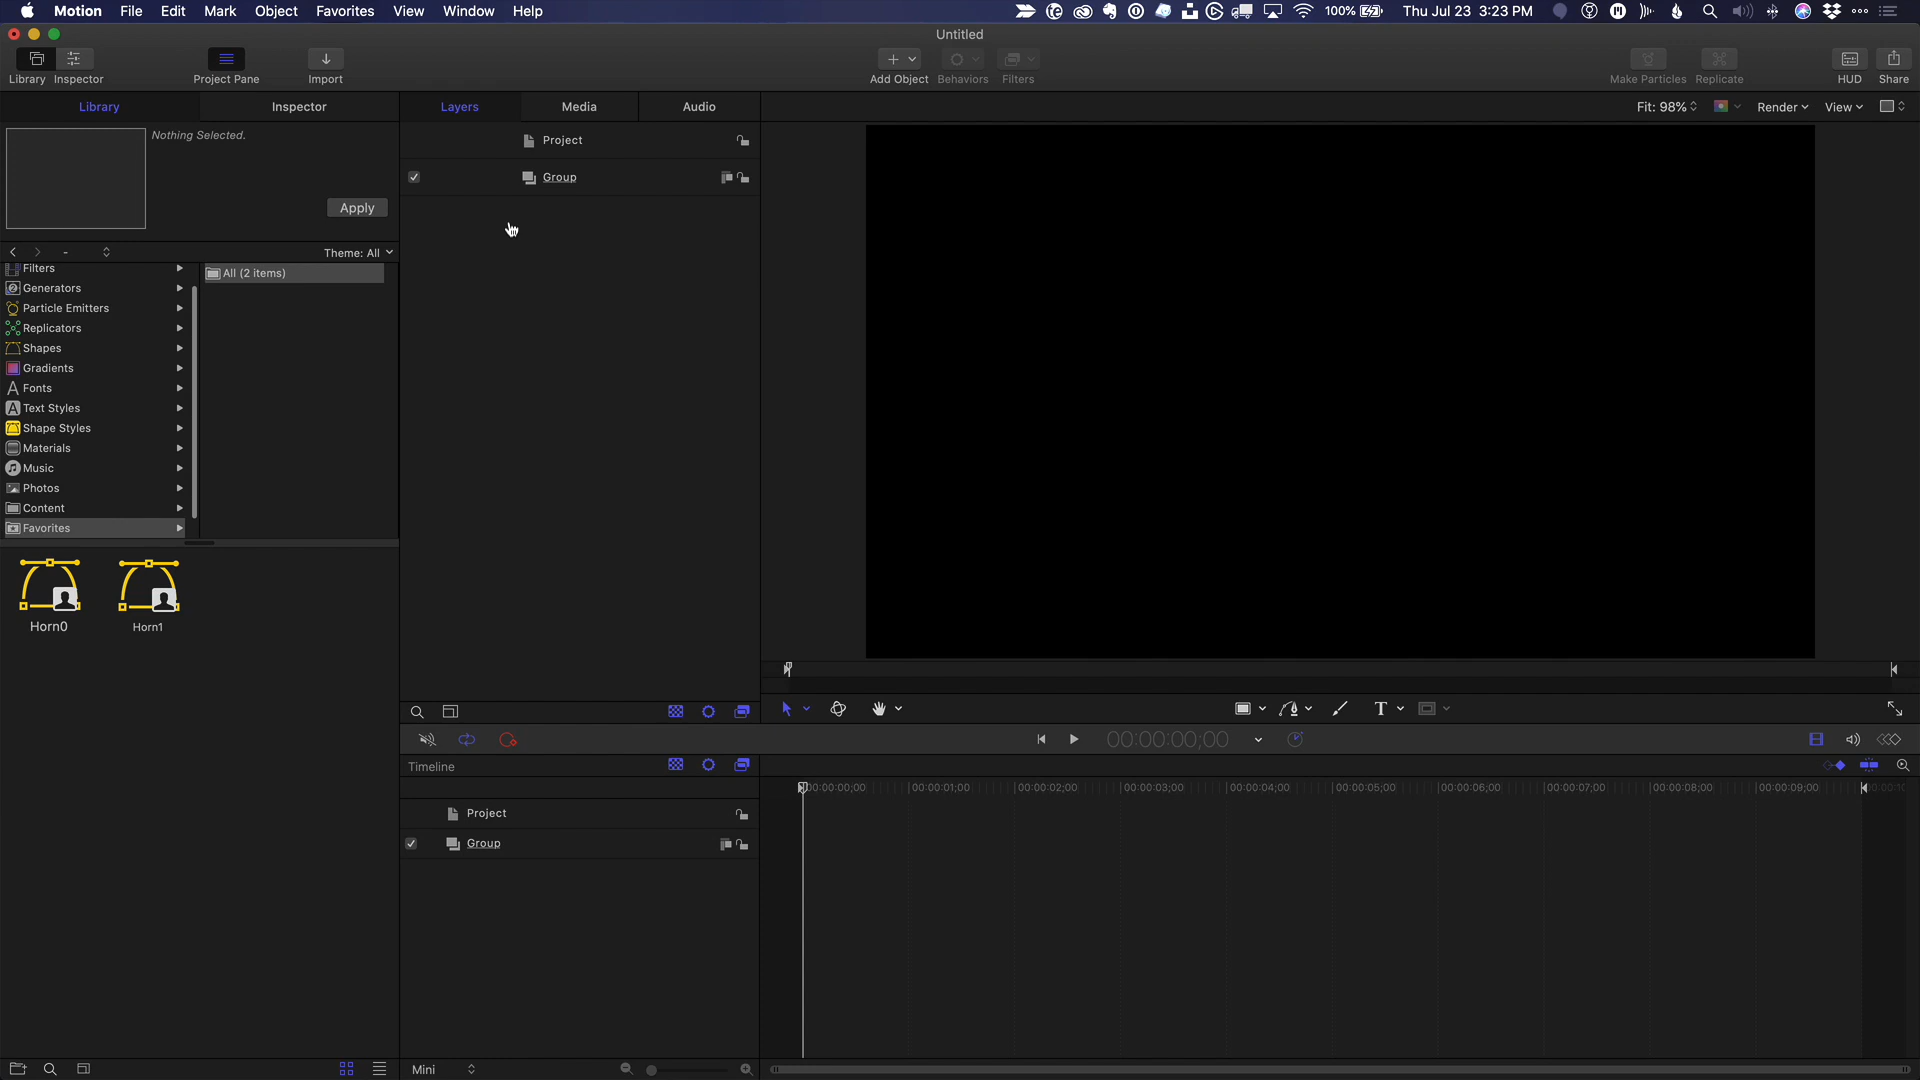 Motion File Edit Mark Object Favorites View Window Help 100% Thu Jul 23 3:23 PM
Untitled
Library Inspector Project Pane Import Add Object Behaviors Filters Make Particles Replicate HUD Share
Library Inspector Layers Media Audio Fit: 98% Render View
Nothing Selected.
Project
Group
Apply
- Theme: All
Filters
All (2 items)
Generators
Particle Emitters
Replicators
Shapes
Gradients
Fonts
Text Styles
Shape Styles
Materials
Music
Photos
Content
Favorites
Horn0 Horn1
T
00:00:00;00
Timeline
00:00:00;00 00:00:01;00 00:00:02;00 00:00:03;00 00:00:04;00 00:00:05;00 00:00:06;00 00:00:07;00 00:00:08;00 00:00:09;00
Project
Group
Mini